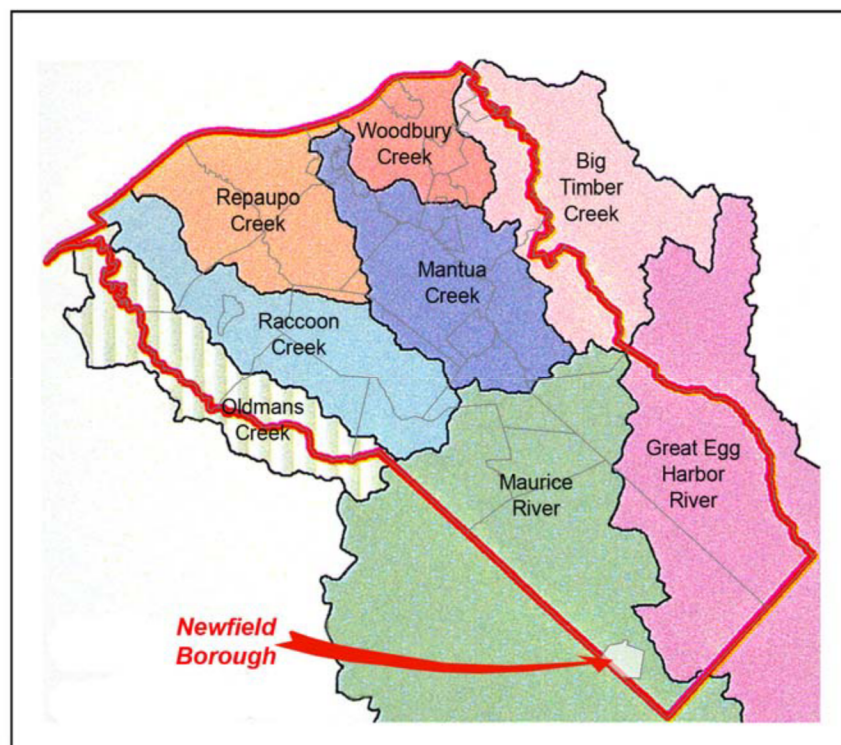 Woodbury
Creek
Big
Timber
Creek
Repaupo
Creek
Mantua
Creek
Raccoon
Creek
Oldmans
Creek
Great Egg
Harbor
River
Maurice
River
Newfield
Borough